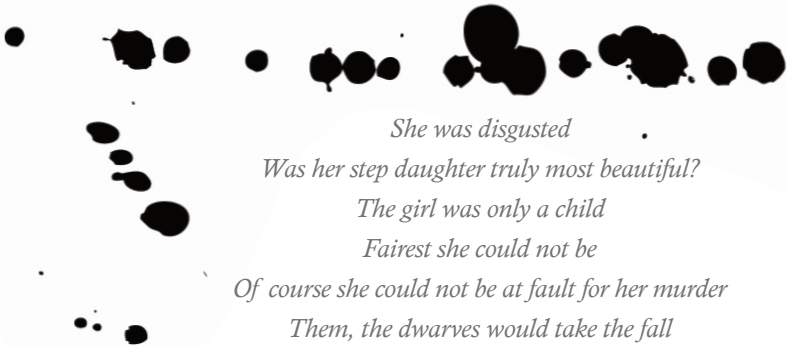 She was disgusted
Was her step daughter truly most beautiful?
The girl was only a child
Fairest she could not be
Of course she could not be at fault for her murder
Them, the dwarves would take the fall